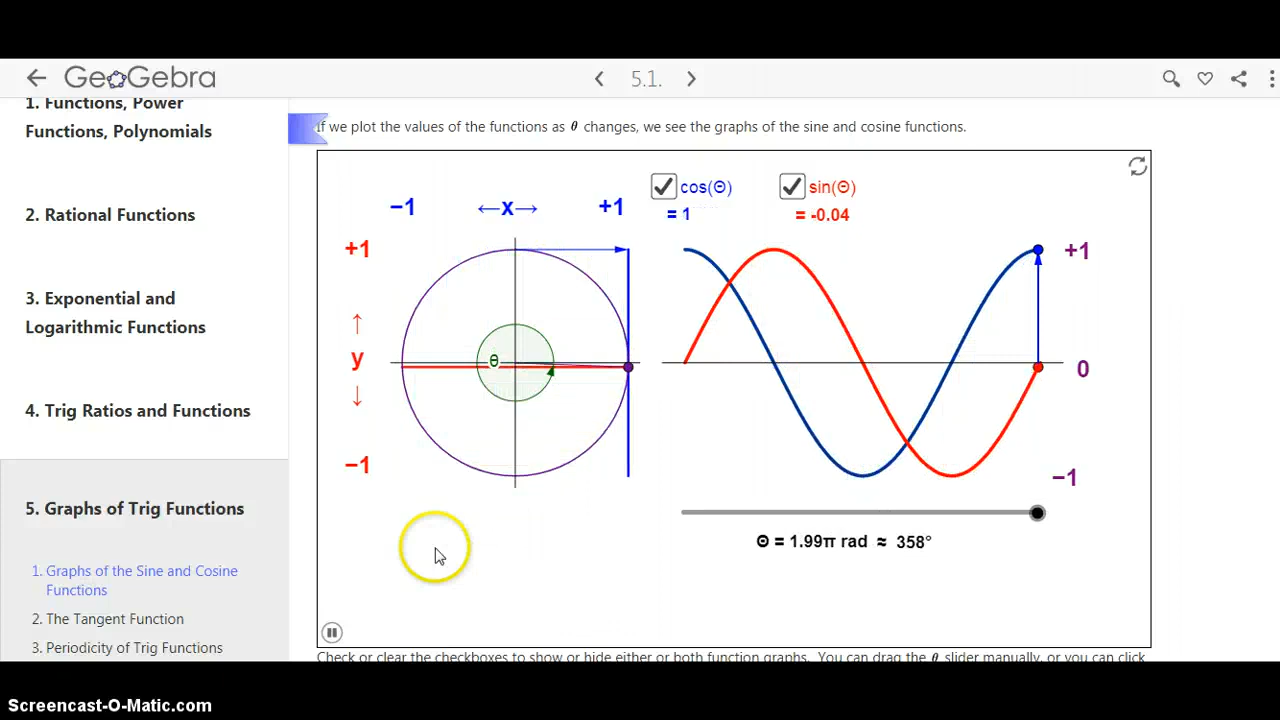 GeoGebra
5.1.
1. Functions, Power
Functions, Polynomials
2. Rational Functions
3. Exponential and
Logarithmic Functions
4. Trig Ratios and Functions
5. Graphs of Trig Functions
1. Graphs of the Sine and Cosine
Functions
2. The Tangent Function
3. Periodicity of Trig Functions
If we plot the values of the functions as θ changes, we see the graphs of the sine and cosine functions.
−1 ←x→ +1
+1
↑
y
↓
−1
θ
cos(Θ)
= 1
sin(Θ)
= -0.04
+1
0
−1
Θ = 1.99π rad ≈ 358°
Check or clear the checkboxes to show or hide either or both function graphs. You can drag the θ slider manually, or you can click
Screencast-O-Matic.com